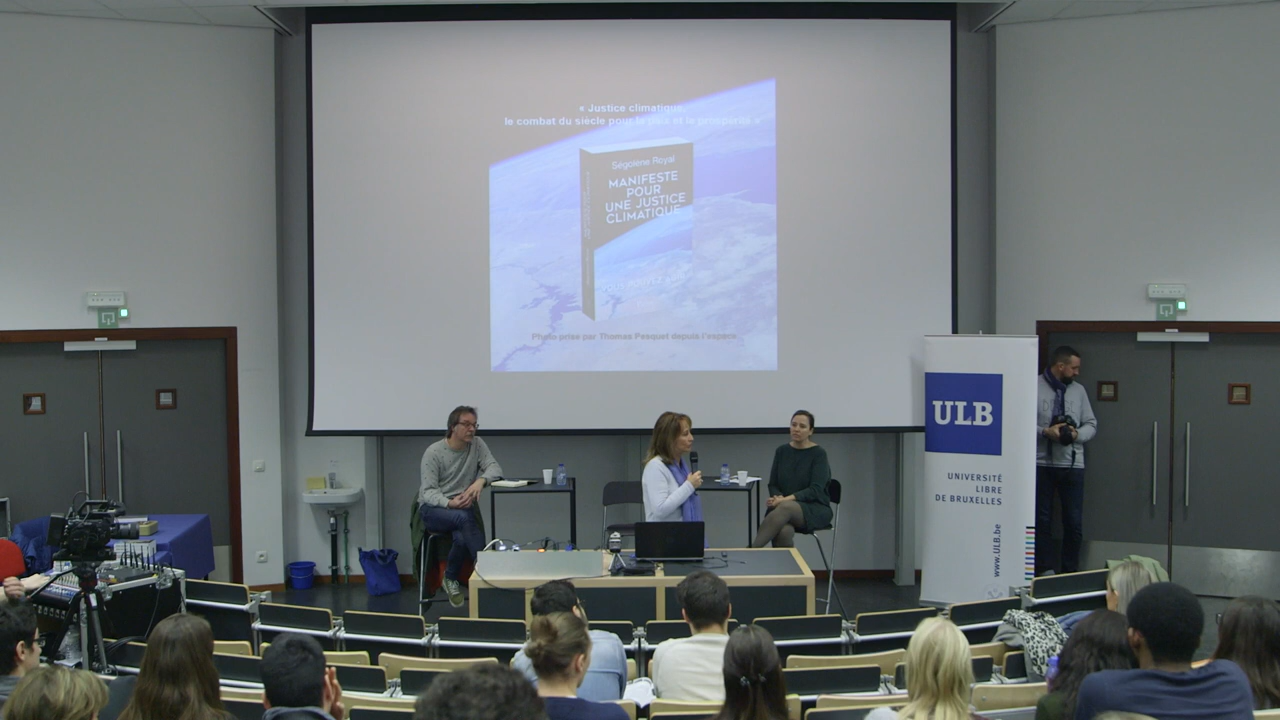 « Justice climatique,
le combat du siècle pour la paix et la prospérité »
Ségolène Royal
MANIFESTE
POUR
UNE JUSTICE
CLIMATIQUE
Photo prise par Thomas Pesquet depuis l'espace
ULB
UNIVERSITÉ
LIBRE
DE BRUXELLES
www.ULB.be